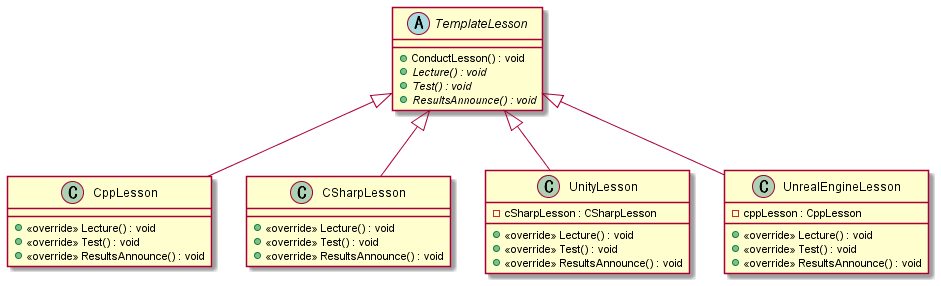 A TemplateLesson
ConductLesson() : void
Lecture() : void
Test() : void
ResultsAnnounce() : void
C CppLesson
«override» Lecture() : void
«override» Test() : void
«override» ResultsAnnounce() : void
C CSharpLesson
«override» Lecture() : void
«override» Test() : void
«override» ResultsAnnounce() : void
C UnityLesson
cSharpLesson : CSharpLesson
«override» Lecture() : void
«override» Test() : void
«override» ResultsAnnounce() : void
C UnrealEngineLesson
cppLesson : CppLesson
«override» Lecture() : void
«override» Test() : void
«override» ResultsAnnounce() : void